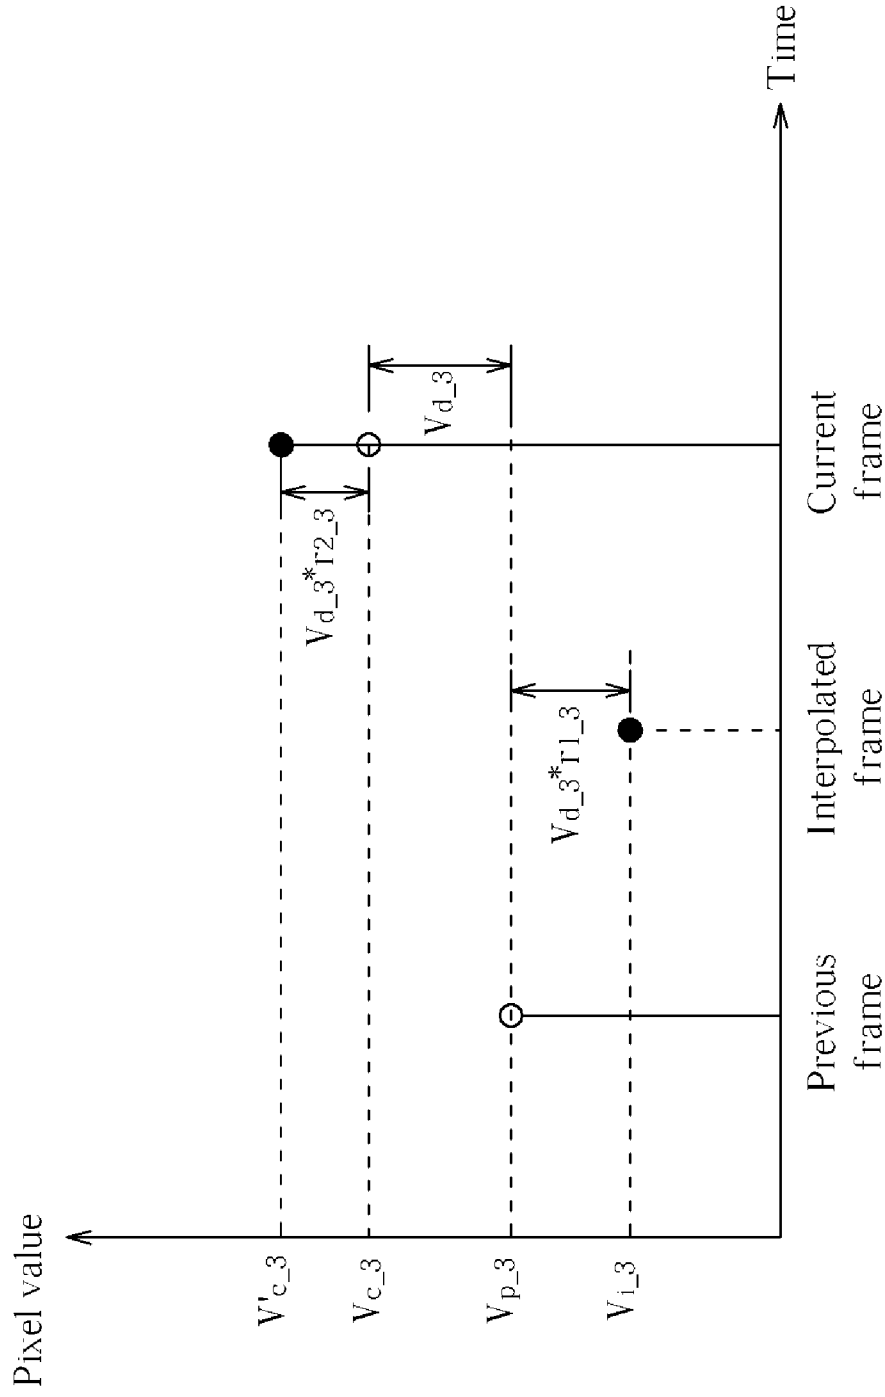 Pixel value
V'c_3
Vc_3
Vp_3
Vi_3
Vd_3*r2_3
Vd_3
Vd_3*r1_3
Previous
frame
Interpolated
frame
Current
frame
Time